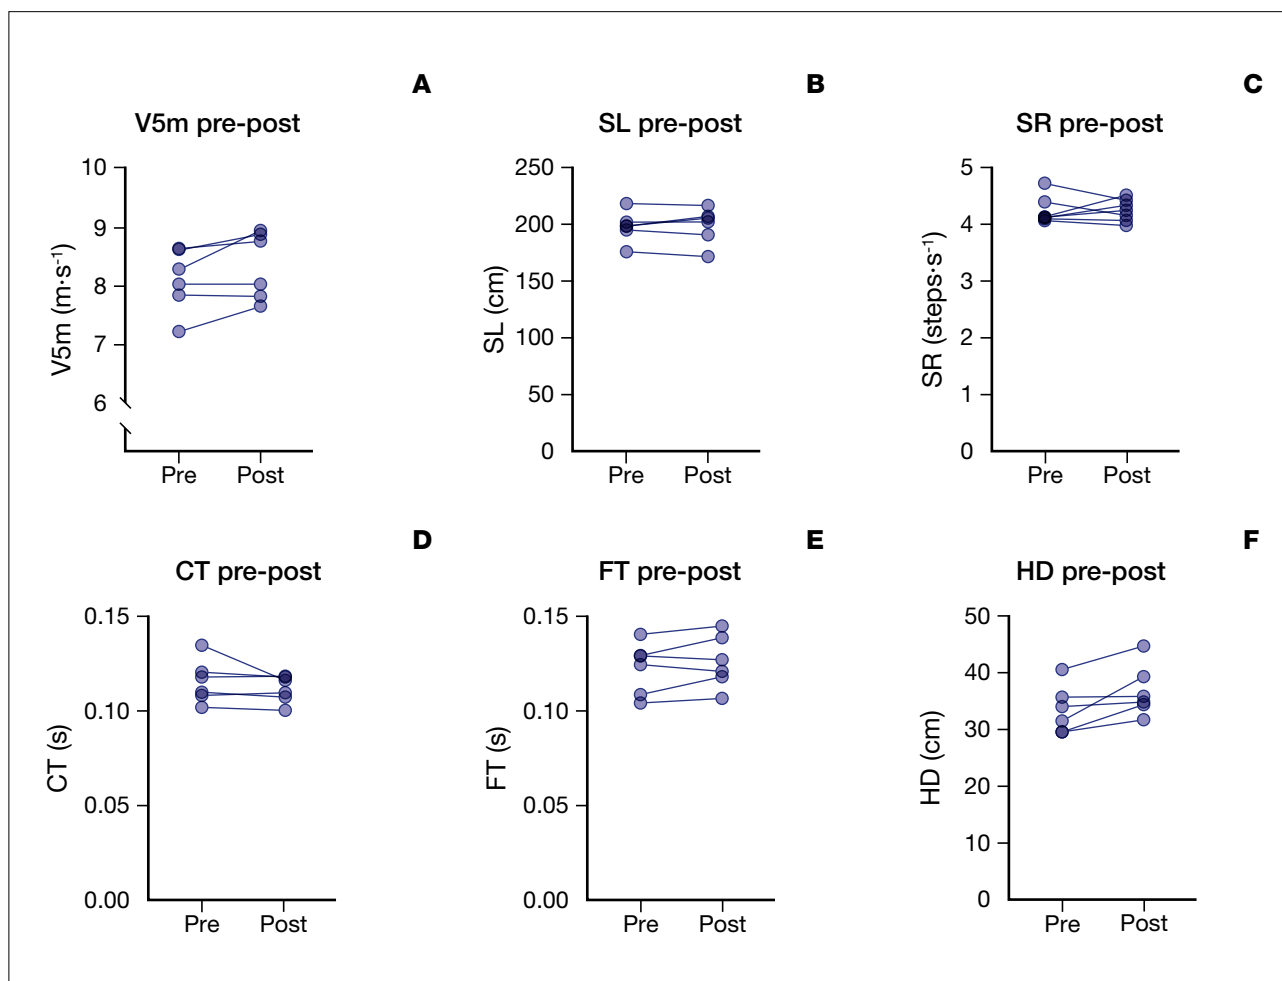 A
V5m pre-post
10
9
8
7
6
V5m (m·s⁻¹)
Pre Post
B
SL pre-post
250
200
150
100
50
0
SL (cm)
Pre Post
C
SR pre-post
5
4
3
2
1
0
SR (steps·s⁻¹)
Pre Post
D
CT pre-post
0.15
0.10
0.05
0.00
CT (s)
Pre Post
E
FT pre-post
0.15
0.10
0.05
0.00
FT (s)
Pre Post
F
HD pre-post
50
40
30
20
10
0
HD (cm)
Pre Post